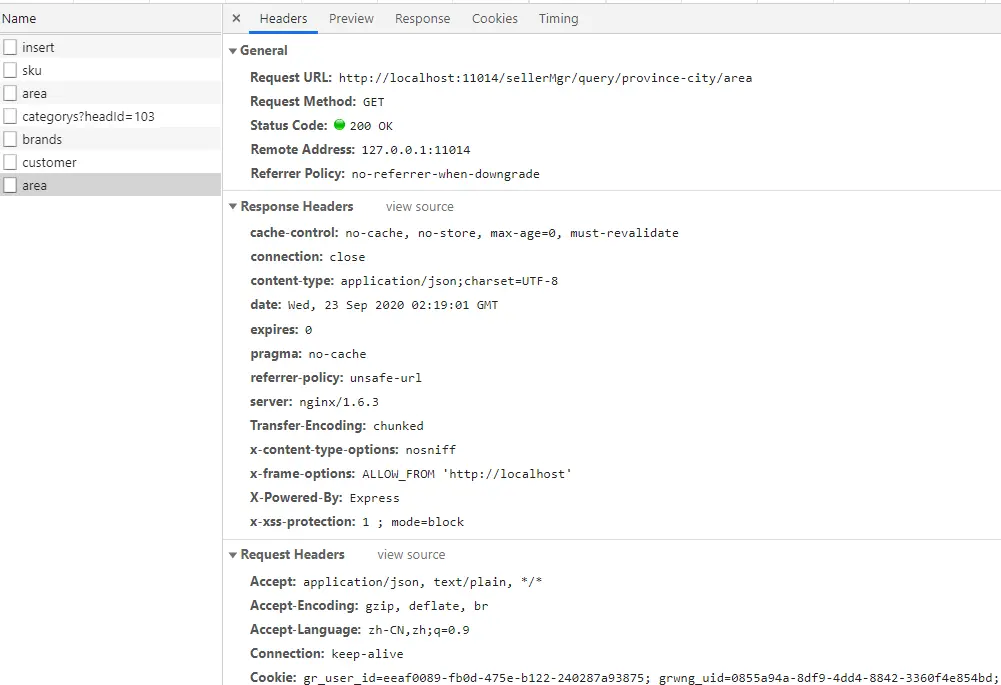 Name
insert
sku
area
categorys?headId=103
brands
customer
area
× Headers Preview Response Cookies Timing
▼ General
Request URL: http://localhost:11014/sellerMgr/query/province-city/area
Request Method: GET
Status Code: 200 OK
Remote Address: 127.0.0.1:11014
Referrer Policy: no-referrer-when-downgrade
▼ Response Headers view source
cache-control: no-cache, no-store, max-age=0, must-revalidate
connection: close
content-type: application/json;charset=UTF-8
date: Wed, 23 Sep 2020 02:19:01 GMT
expires: 0
pragma: no-cache
referrer-policy: unsafe-url
server: nginx/1.6.3
Transfer-Encoding: chunked
x-content-type-options: nosniff
x-frame-options: ALLOW_FROM 'http://localhost'
X-Powered-By: Express
x-xss-protection: 1 ; mode=block
▼ Request Headers view source
Accept: application/json, text/plain, */*
Accept-Encoding: gzip, deflate, br
Accept-Language: zh-CN,zh;q=0.9
Connection: keep-alive
Cookie: gr_user_id=eeaf0089-fb0d-475e-b122-240287a93875; grwng_uid=0855a94a-8df9-4dd4-8842-3360f4e854bd;